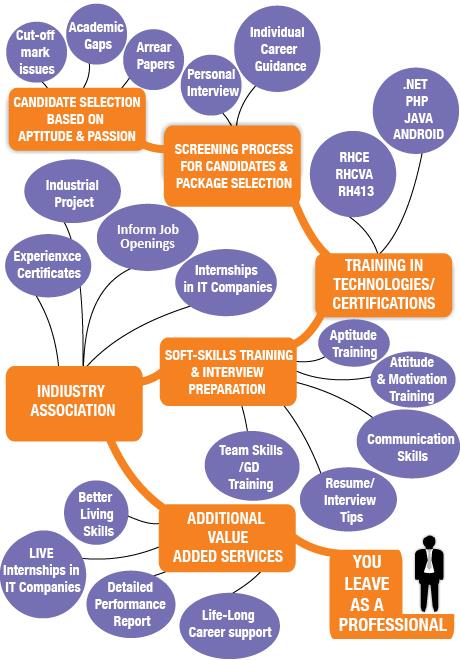 Cut-off
mark
issues
Academic
Gaps
Arrear
Papers
CANDIDATE SELECTION
BASED ON
APTITUDE & PASSION
Personal
Interview
Individual
Career
Guidance
SCREENING PROCESS
FOR CANDIDATES &
PACKAGE SELECTION
RHCE
RHCVA
RH413
.NET
PHP
JAVA
ANDROID
TRAINING IN
TECHNOLOGIES/
CERTIFICATIONS
SOFT-SKILLS TRAINING
& INTERVIEW
PREPARATION
Aptitude
Training
Attitude
& Motivation
Training
Communication
Skills
Resume/
Interview
Tips
Team Skills
/GD
Training
Industrial
Project
Inform Job
Openings
Experienxce
Certificates
Internships
in IT Companies
INDIUSTRY
ASSOCIATION
ADDITIONAL
VALUE
ADDED SERVICES
Better
Living
Skills
LIVE
Internships in
IT Companies
Detailed
Performance
Report
Life-Long
Career support
YOU
LEAVE
AS A
PROFESSIONAL